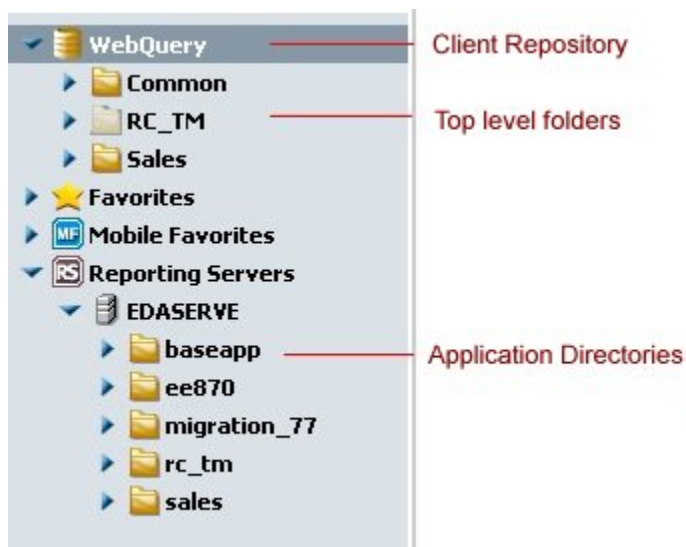 WebQuery
Client Repository
Common
RC_TM
Top level folders
Sales
Favorites
MF
Mobile Favorites
RS
Reporting Servers
EDASERVE
baseapp
Application Directories
ee870
migration_77
rc_tm
sales